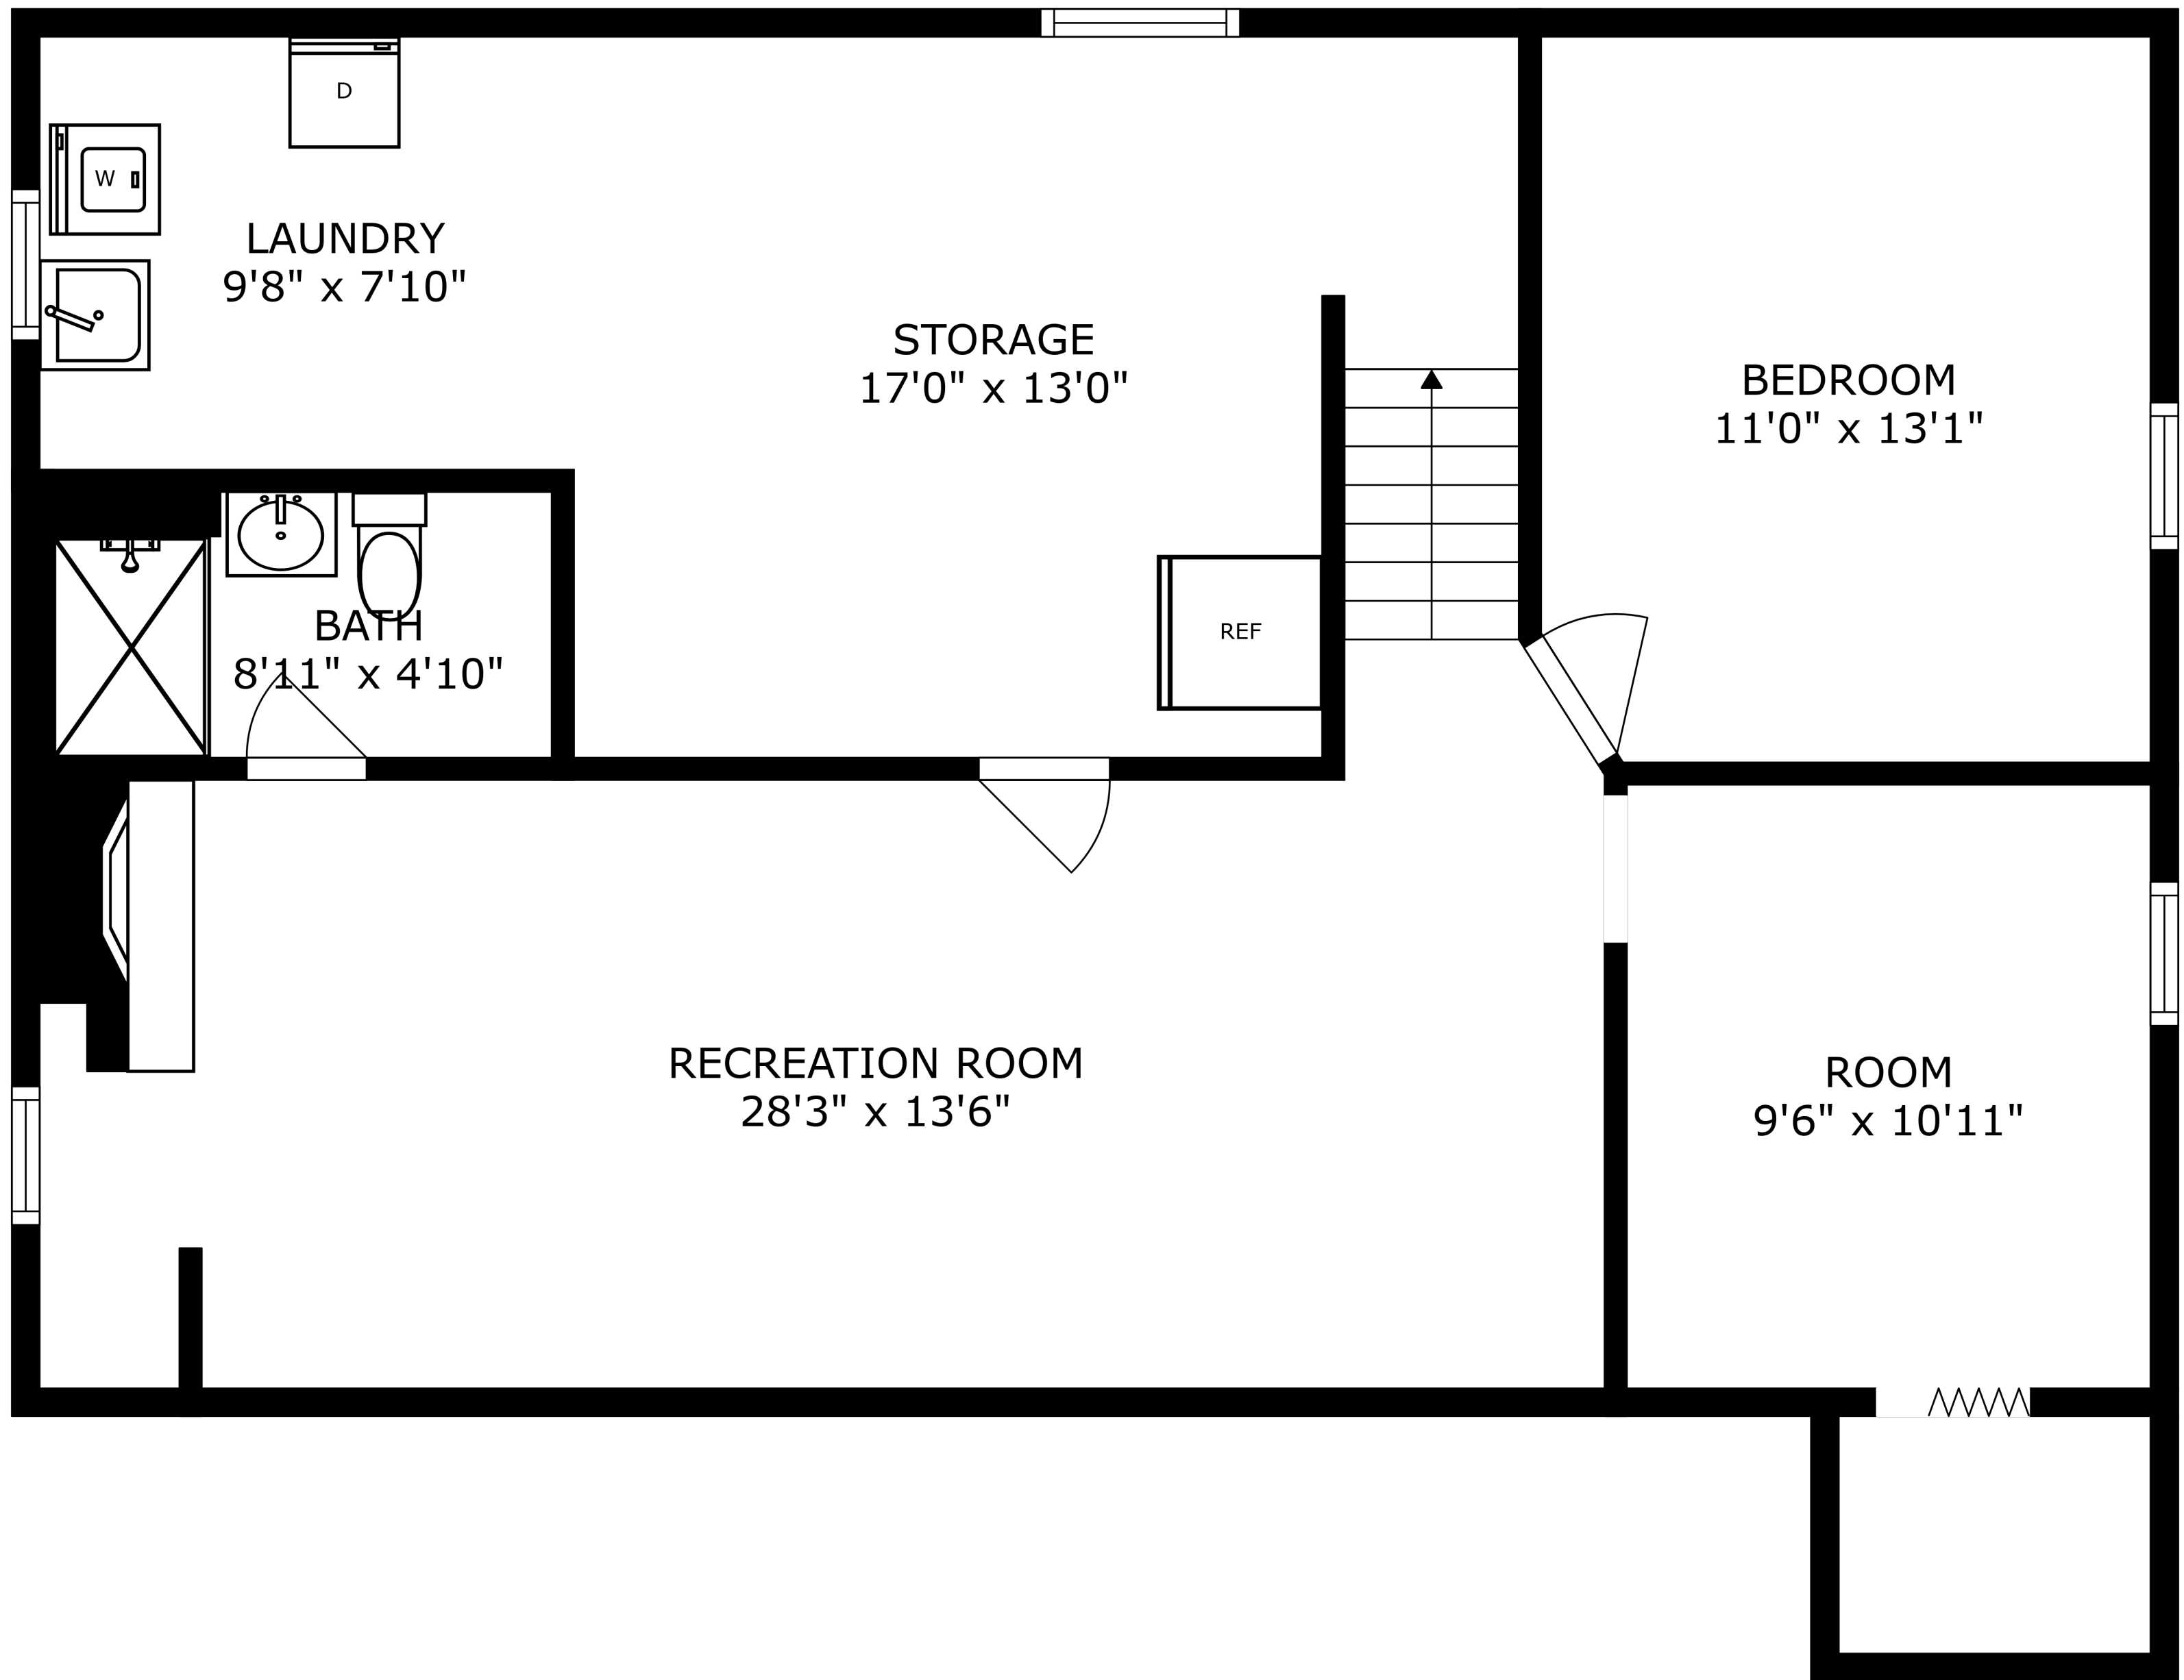 D
W
LAUNDRY
9'8" x 7'10"
STORAGE
17'0" x 13'0"
BEDROOM
11'0" x 13'1"
BATH
8'11" x 4'10"
REF
RECREATION ROOM
28'3" x 13'6"
ROOM
9'6" x 10'11"